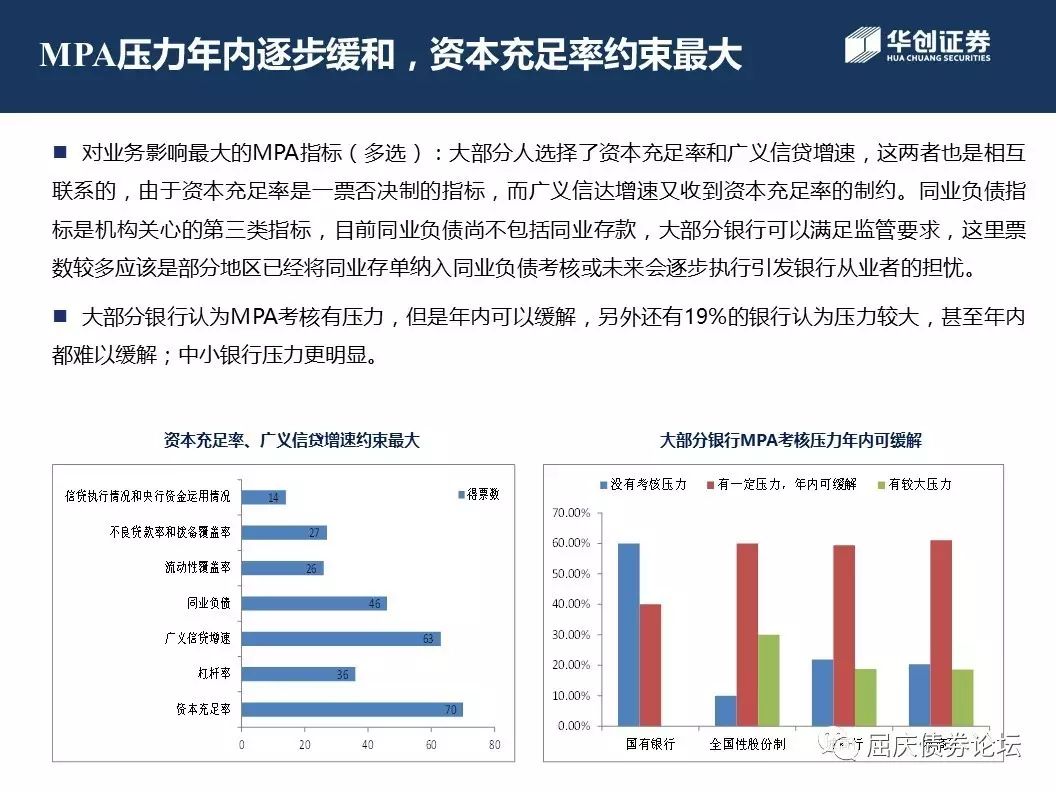 MPA压力年内逐步缓和，资本充足率约束最大
华创证券
HUA CHUANG SECURITIES
■ 对业务影响最大的MPA指标（多选）：大部分人选择了资本充足率和广义信贷增速，这两者也是相互
联系的，由于资本充足率是一票否决制的指标，而广义信达增速又收到资本充足率的制约。同业负债指
标是机构关心的第三类指标，目前同业负债尚不包括同业存款，大部分银行可以满足监管要求，这里票
数较多应该是部分地区已经将同业存单纳入同业负债考核或未来会逐步执行引发银行从业者的担忧。
■ 大部分银行认为MPA考核有压力，但是年内可以缓解，另外还有19%的银行认为压力较大，甚至年内
都难以缓解；中小银行压力更明显。
资本充足率、广义信贷增速约束最大
得票数
信贷执行情况和央行资金运用情况 14
不良贷款率和拨备覆盖率 27
流动性覆盖率 26
同业负债 46
广义信贷增速 63
杠杆率 36
资本充足率 70
0 20 40 60 80
大部分银行MPA考核压力年内可缓解
没有考核压力 有一定压力，年内可缓解 有较大压力
70.00%
60.00%
50.00%
40.00%
30.00%
20.00%
10.00%
0.00%
国有银行 全国性股份制 行
屈庆债券论坛